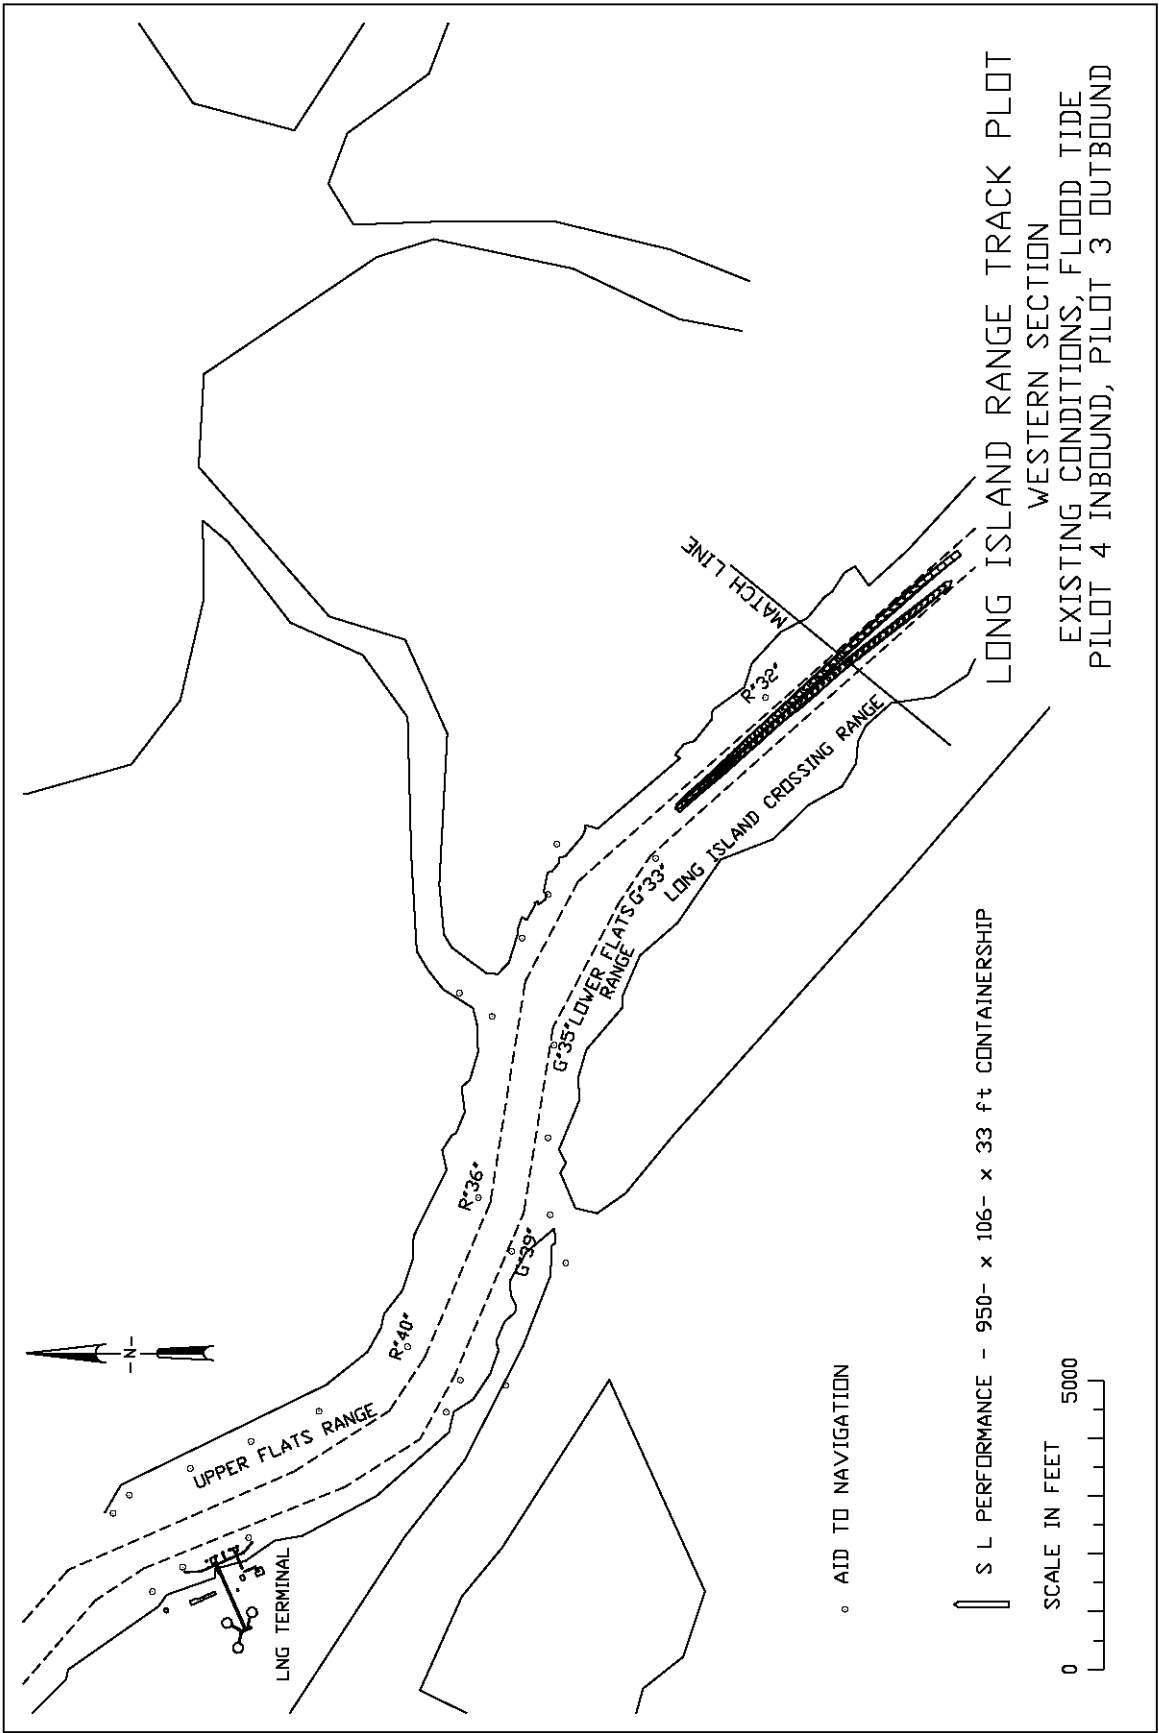 -N-
UPPER FLATS RANGE
LNG TERMINAL
R"40"
G"39"
R"36"
G"35"
LOWER FLATS
RANGE
G"33"
LONG ISLAND CROSSING RANGE
R"32"
MATCH LINE
AID TO NAVIGATION
S L PERFORMANCE - 950- x 106- x 33 ft CONTAINERSHIP
SCALE IN FEET
0 5000
LONG ISLAND RANGE TRACK PLOT
WESTERN SECTION
EXISTING CONDITIONS, FLOOD TIDE
PILOT 4 INBOUND, PILOT 3 OUTBOUND